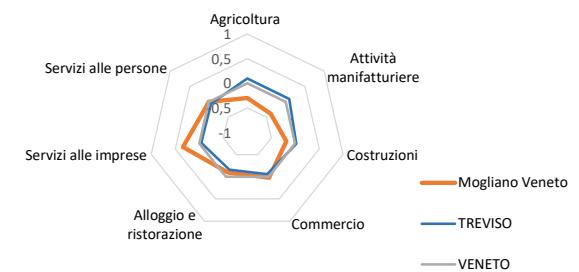 Agricoltura
1
0,5
0
-0,5
-1
Attività
manifatturiere
Costruzioni
Commercio
Alloggio e
ristorazione
Servizi alle imprese
Servizi alle persone
Mogliano Veneto
TREVISO
VENETO